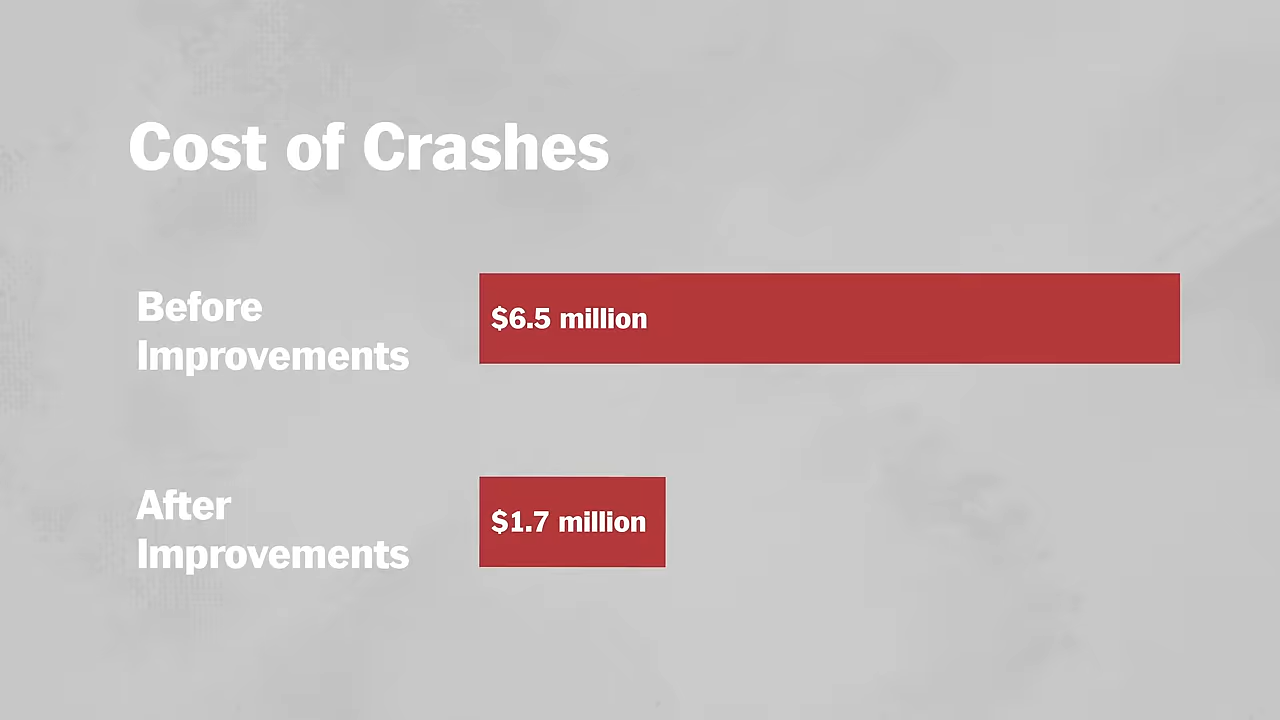 Cost of Crashes
Before
Improvements
$6.5 million
After
Improvements
$1.7 million